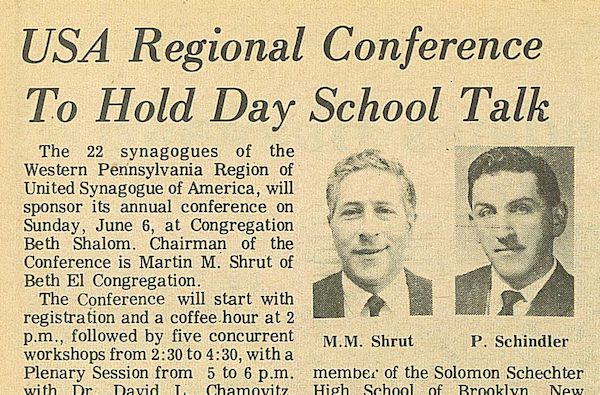 USA Regional Conference
To Hold Day School Talk
The 22 synagogues of the
Western Pennsylvania Region of
United Synagogue of America, will
sponsor its annual conference on
Sunday, June 6, at Congregation
Beth Shalom. Chairman of the
Conference is Martin M. Shrut of
Beth El Congregation.
The Conference will start with
registration and a coffee hour at 2
p.m., followed by five concurrent
workshops from 2:30 to 4:30, with a
Plenary Session from 5 to 6 p.m.
with Dr. David L. Chamovitz,
M.M. Shrut
P. Schindler
member of the Solomon Schechter
High School of Brooklyn, New